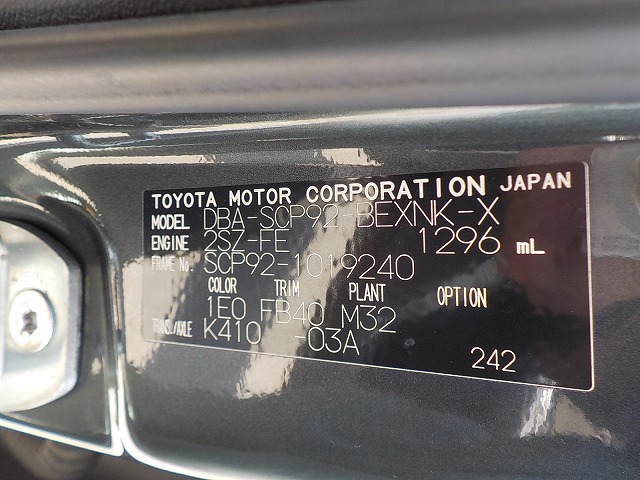 TOYOTA MOTOR CORPORATION JAPAN
MODEL DBA-SCP92-BEXNK-X
ENGINE 2SZ-FE 1296 mL
FRAME No. SCP92-1019240
COLOR TRIM PLANT OPTION
1E0 FB40 M32
TRANS./AXLE K410 -03A
242